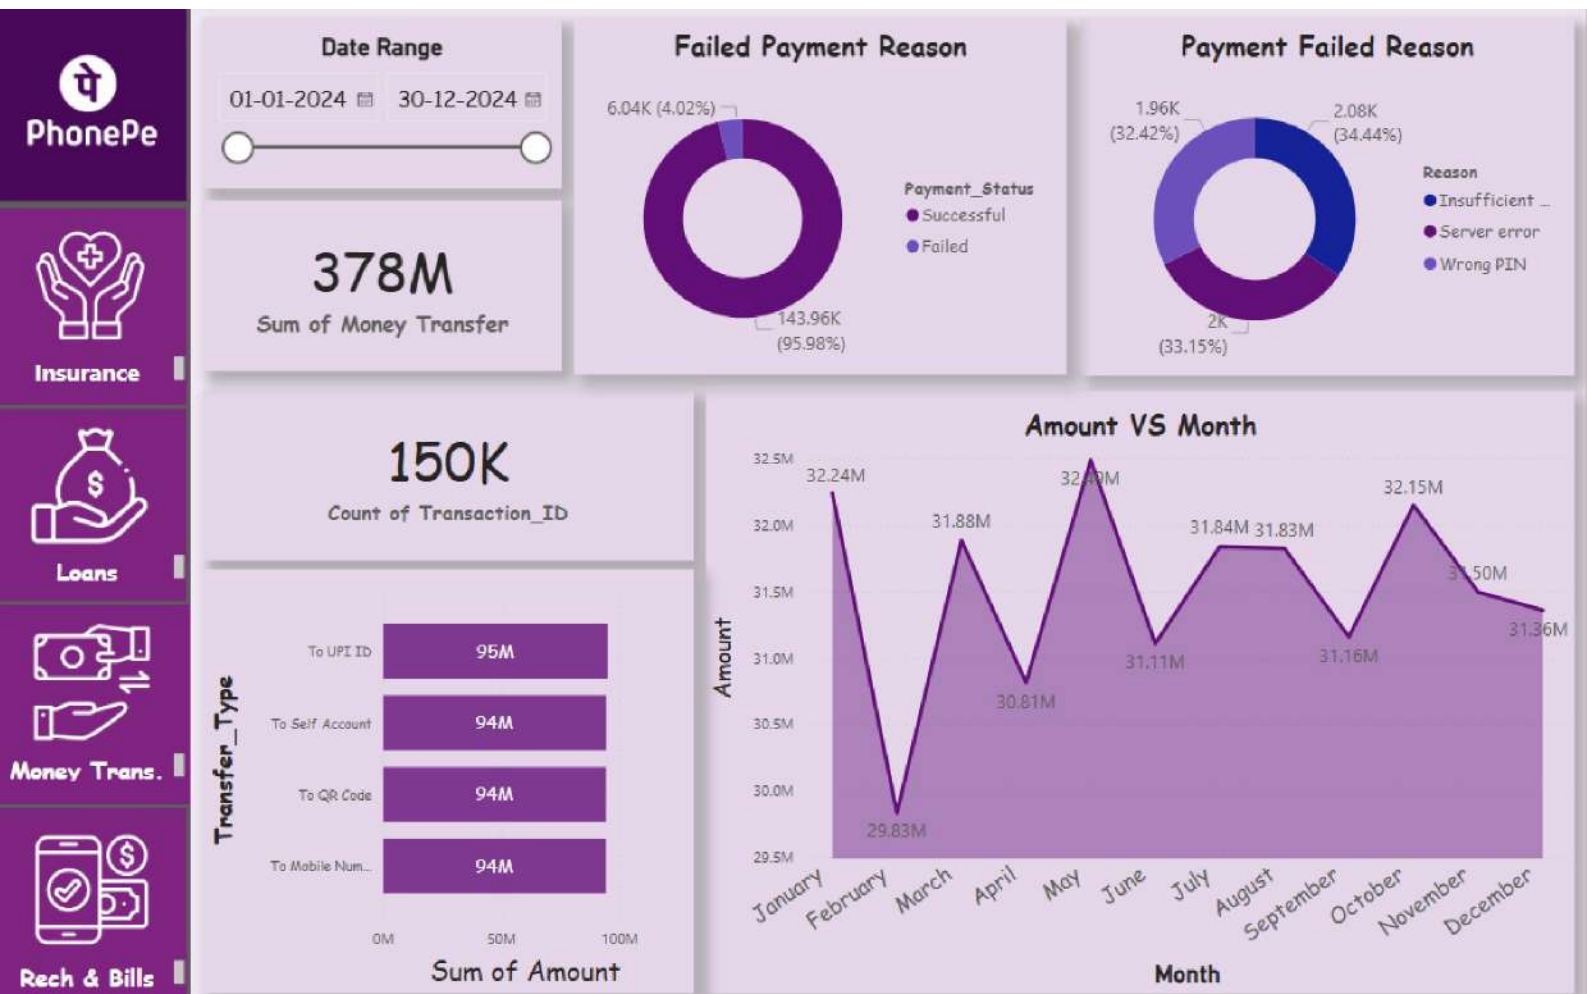 पे
PhonePe
Insurance
Loans
Money Trans.
Rech & Bills
Date Range
01-01-2024
30-12-2024
378M
Sum of Money Transfer
Failed Payment Reason
6.04K (4.02%)
143.96K
(95.98%)
Payment_Status
Successful
Failed
Payment Failed Reason
1.96K
(32.42%)
2.08K
(34.44%)
2K
(33.15%)
Reason
Insufficient ...
Server error
Wrong PIN
150K
Count of Transaction_ID
Transfer_Type
To UPI ID
95M
To Self Account
94M
To QR Code
94M
To Mobile Num...
94M
0M
50M
100M
Sum of Amount
Amount VS Month
Amount
32.5M
32.0M
31.5M
31.0M
30.5M
30.0M
29.5M
32.24M
29.83M
31.88M
30.81M
32.49M
31.11M
31.84M
31.83M
31.16M
32.15M
31.50M
31.36M
January
February
March
April
May
June
July
August
September
October
November
December
Month